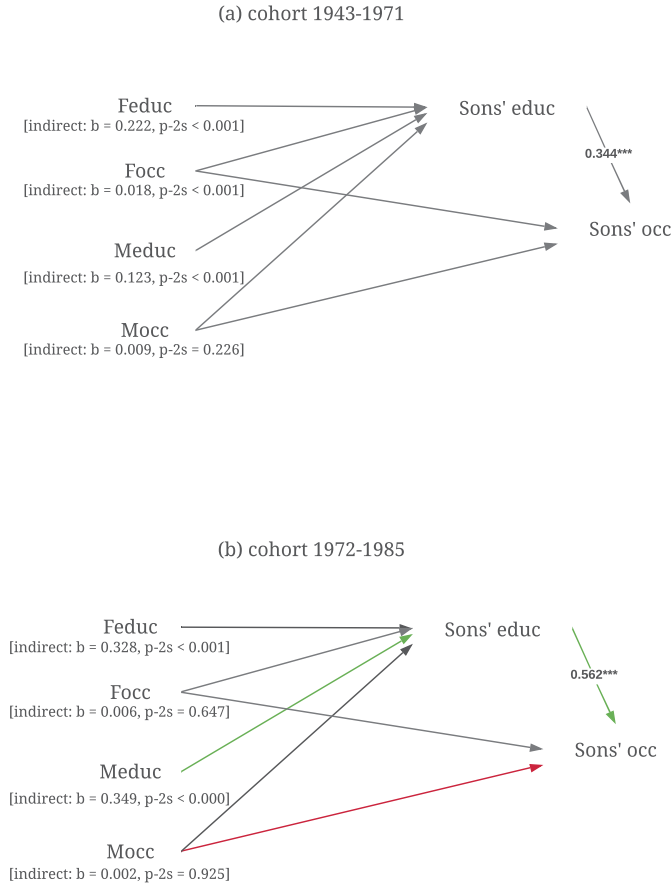 (a) cohort 1943-1971
Feduc
[indirect: b = 0.222, p-2s < 0.001]
Sons' educ
0.344***
Focc
[indirect: b = 0.018, p-2s < 0.001]
Sons' occ
Meduc
[indirect: b = 0.123, p-2s < 0.001]
Mocc
[indirect: b = 0.009, p-2s = 0.226]
(b) cohort 1972-1985
Feduc
[indirect: b = 0.328, p-2s < 0.001]
Sons' educ
0.562***
Focc
[indirect: b = 0.006, p-2s = 0.647]
Sons' occ
Meduc
[indirect: b = 0.349, p-2s < 0.000]
Mocc
[indirect: b = 0.002, p-2s = 0.925]